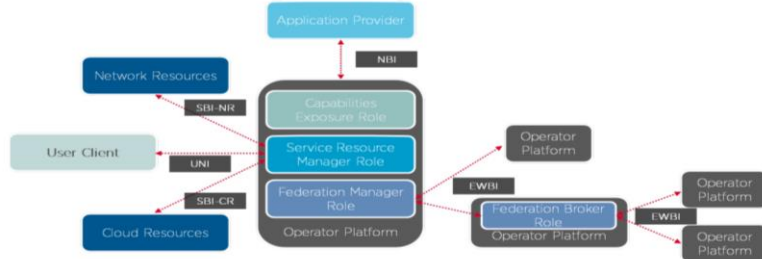 Application Provider
NBI
Network Resources
Capabilities
Exposure Role
SBI-NR
Operator
Platform
User Client
UNI
Service Resource
Manager Role
EWBI
Operator
Platform
SBI-CR
Federation Manager
Role
Federation Broker
Role
EWBI
Cloud Resources
Operator Platform
Operator Platform
Operator
Platform